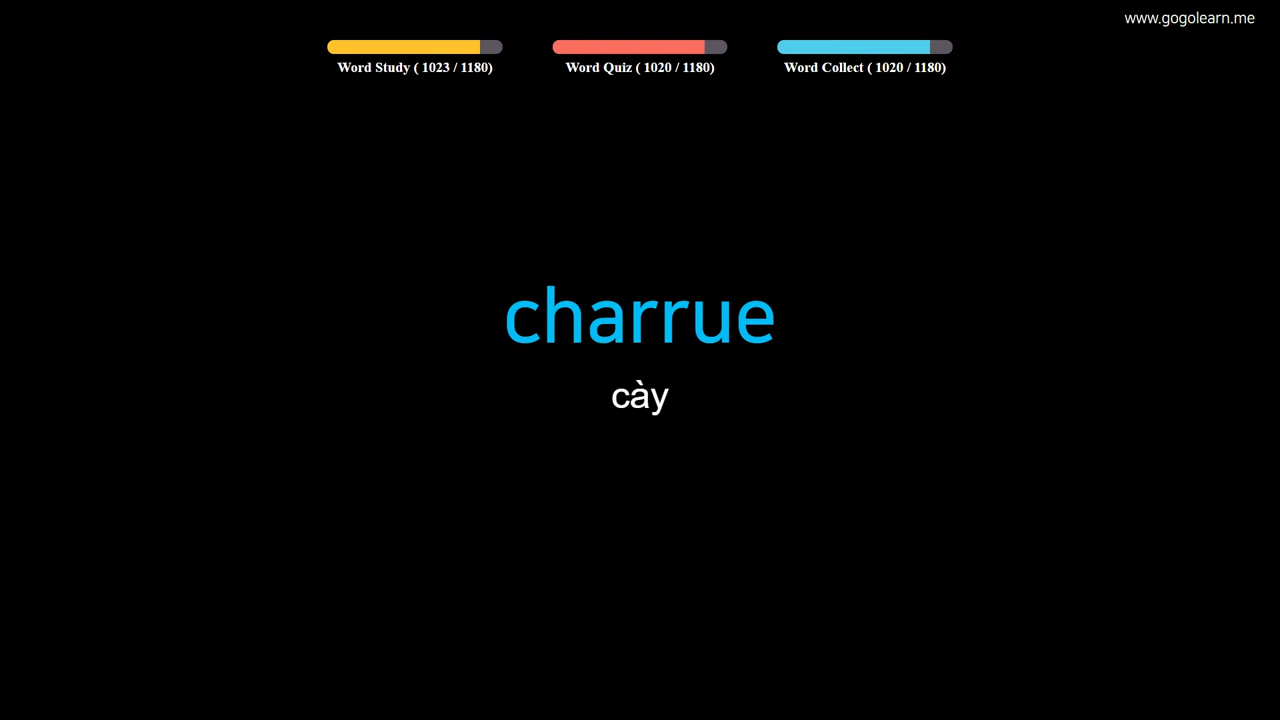 www.gogolearn.me
Word Study ( 1023 / 1180)
Word Quiz ( 1020 / 1180)
Word Collect ( 1020 / 1180)
charrue
cày